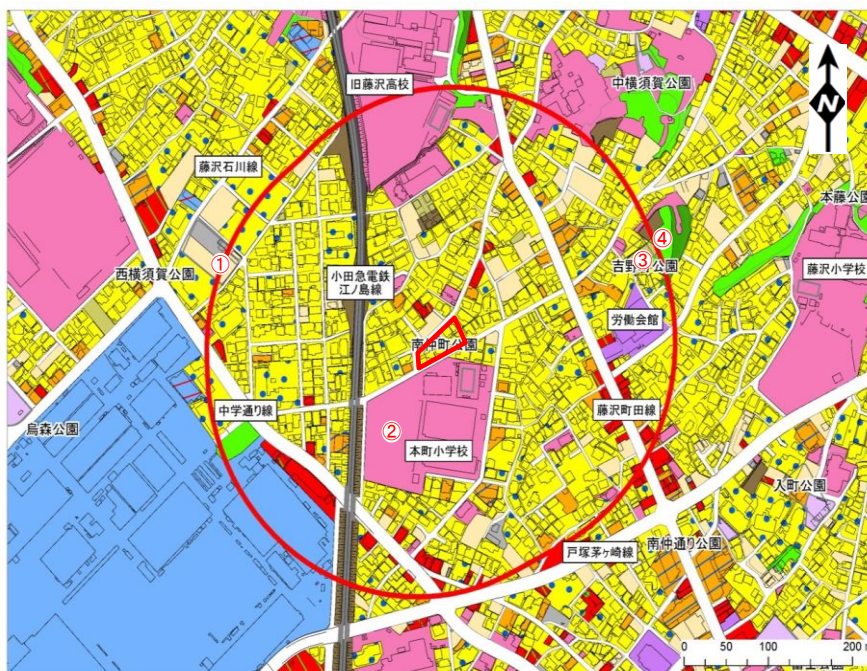 旧藤沢高校
中横須賀公園
N
藤沢石川線
本藤公園
①
④
③
西横須賀公園
小田急電鉄
江ノ島線
吉野町公園
藤沢小学校
労働会館
南仲町公園
中学通り線
藤沢町田線
烏森公園
②
本町小学校
入町公園
南仲通り公園
戸塚茅ヶ崎線
0 50 100 200